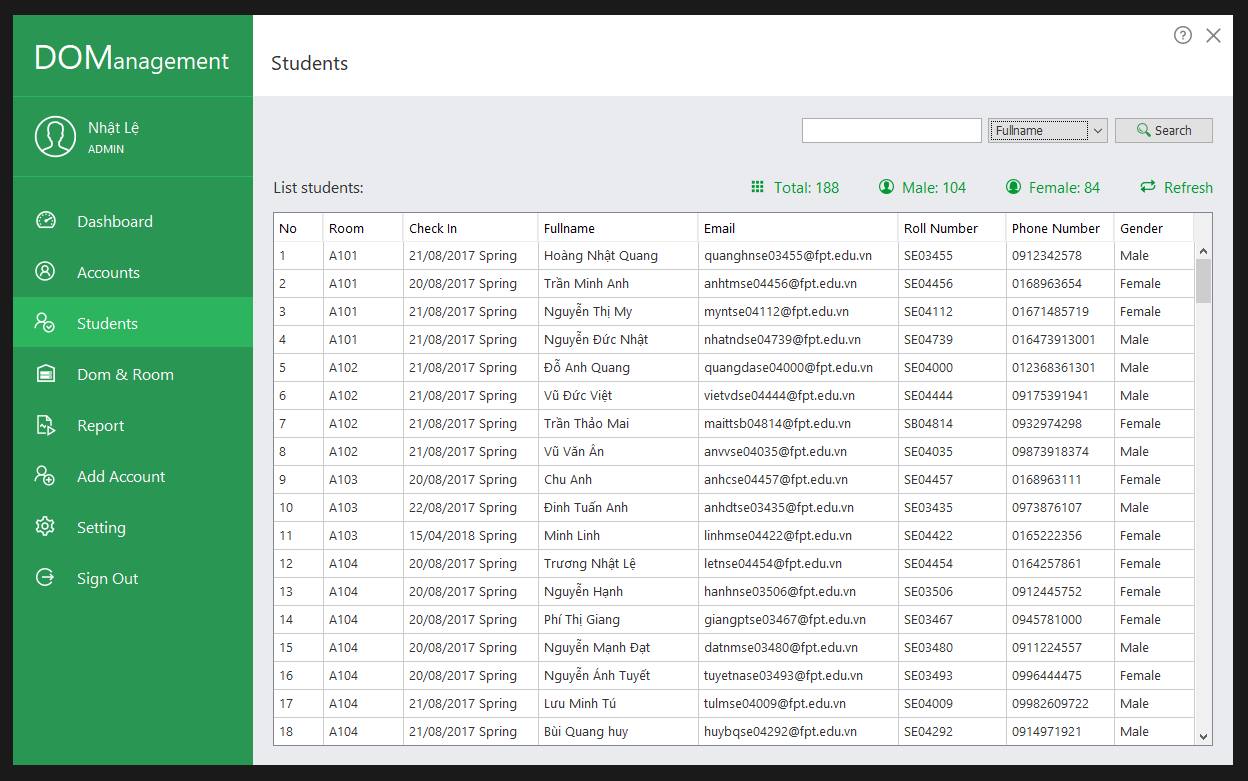 DOManagement
Students
Nhật Lệ
ADMIN
Dashboard
Accounts
Students
Dom & Room
Report
Add Account
Setting
Sign Out
Fullname
Search
List students:
Total: 188
Male: 104
Female: 84
Refresh
No Room Check In Fullname Email Roll Number Phone Number Gender
1 A101 21/08/2017 Spring Hoàng Nhật Quang quanghnse03455@fpt.edu.vn SE03455 0912342578 Male
2 A101 20/08/2017 Spring Trần Minh Anh anhtmse04456@fpt.edu.vn SE04456 0168963654 Female
3 A101 21/08/2017 Spring Nguyễn Thị My myntse04112@fpt.edu.vn SE04112 01671485719 Female
4 A101 21/08/2017 Spring Nguyễn Đức Nhật nhatndse04739@fpt.edu.vn SE04739 016473913001 Male
5 A102 21/08/2017 Spring Đỗ Anh Quang quangdase04000@fpt.edu.vn SE04000 012368361301 Male
6 A102 21/08/2017 Spring Vũ Đức Việt vietvdse04444@fpt.edu.vn SE04444 09175391941 Male
7 A102 21/08/2017 Spring Trần Thảo Mai maittsb04814@fpt.edu.vn SB04814 0932974298 Female
8 A102 21/08/2017 Spring Vũ Văn Ân anvvse04035@fpt.edu.vn SE04035 09873918374 Male
9 A103 20/08/2017 Spring Chu Anh anhcse04457@fpt.edu.vn SE04457 0168963111 Female
10 A103 22/08/2017 Spring Đinh Tuấn Anh anhdtse03435@fpt.edu.vn SE03435 0973876107 Male
11 A103 15/04/2018 Spring Minh Linh linhmse04422@fpt.edu.vn SE04422 0165222356 Female
12 A104 20/08/2017 Spring Trương Nhật Lệ letnse04454@fpt.edu.vn SE04454 0164257861 Female
13 A104 20/08/2017 Spring Nguyễn Hạnh hanhnse03506@fpt.edu.vn SE03506 0912445752 Female
14 A104 20/08/2017 Spring Phí Thị Giang giangptse03467@fpt.edu.vn SE03467 0945781000 Female
15 A104 20/08/2017 Spring Nguyễn Mạnh Đạt datnmse03480@fpt.edu.vn SE03480 0911224557 Male
16 A104 20/08/2017 Spring Nguyễn Ánh Tuyết tuyetnase03493@fpt.edu.vn SE03493 0996444475 Female
17 A104 21/08/2017 Spring Lưu Minh Tú tulmse04009@fpt.edu.vn SE04009 09982609722 Male
18 A104 21/08/2017 Spring Bùi Quang huy huybqse04292@fpt.edu.vn SE04292 0914971921 Male